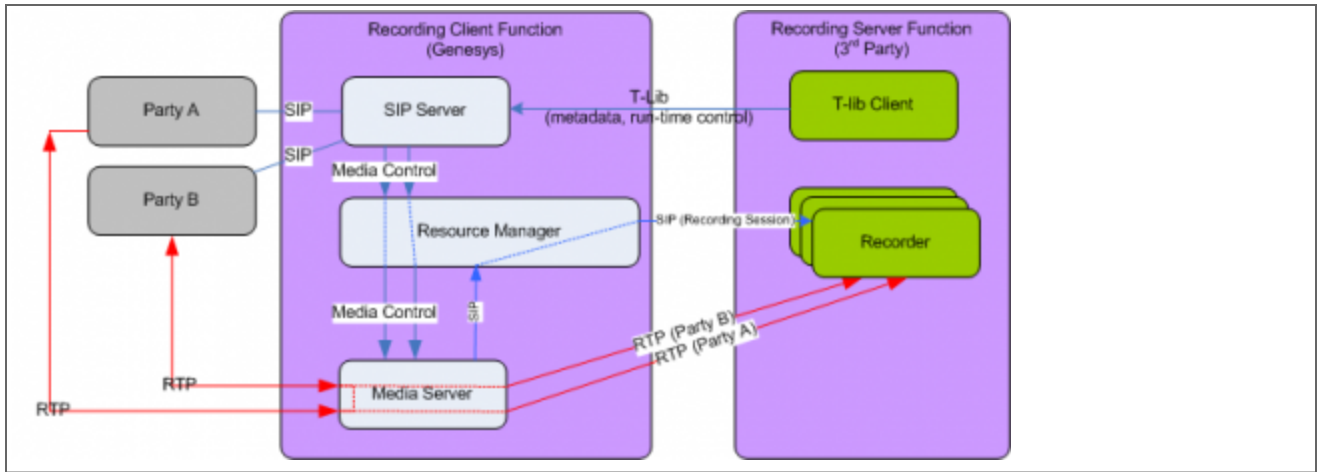 Recording Client Function
(Genesys)
Recording Server Function
(3rd Party)
Party A
SIP
SIP Server
T-Lib
(metadata, run-time control)
T-lib Client
SIP
Media Control
Party B
Resource Manager
SIP (Recording Session)
Recorder
Media Control
SIP
RTP (Party B)
RTP (Party A)
RTP
Media Server
RTP